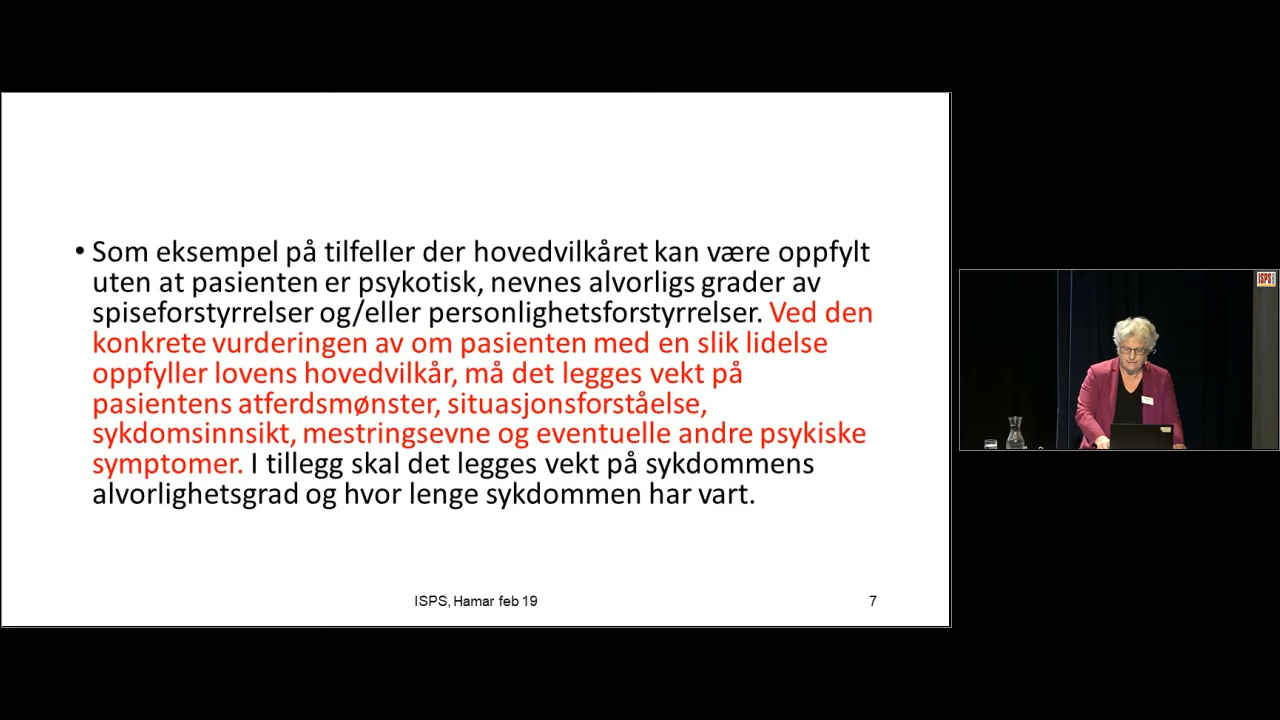 • Som eksempel på tilfeller der hovedvilkåret kan være oppfylt
uten at pasienten er psykotisk, nevnes alvorligs grader av
spiseforstyrrelser og/eller personlighetsforstyrrelser. Ved den
konkrete vurderingen av om pasienten med en slik lidelse
oppfyller lovens hovedvilkår, må det legges vekt på
pasientens atferdsmønster, situasjonsforståelse,
sykdomsinnsikt, mestringsevne og eventuelle andre psykiske
symptomer. I tillegg skal det legges vekt på sykdommens
alvorlighetsgrad og hvor lenge sykdommen har vart.
ISPS, Hamar feb 19
7
ISPS